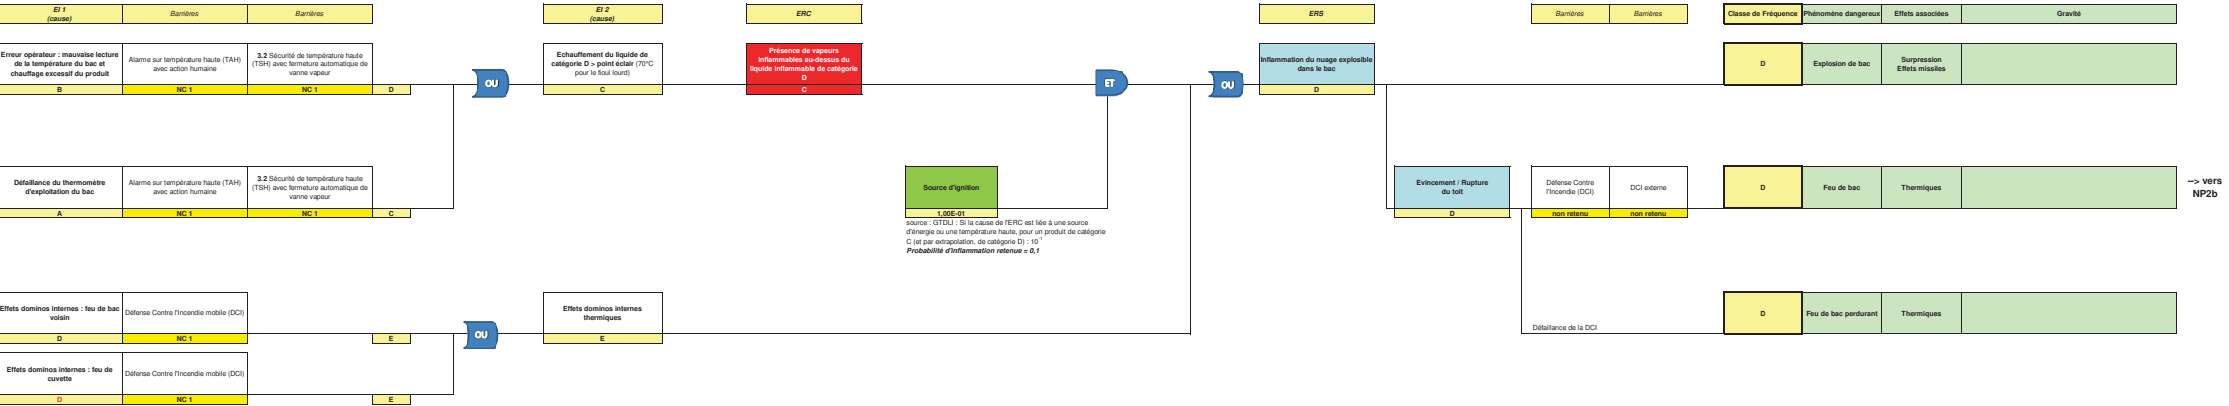 EI 1
(cause)
Barrières
Barrières
EI 2
(cause)
ERC
ERS
Barrières
Barrières
Classe de Fréquence
Phénomène dangereux
Effets associées
Gravité
Erreur opérateur : mauvaise lecture
de la température du bac et
chauffage excessif du produit
B
Alarme sur température haute (TAH)
avec action humaine
NC 1
3.2 Sécurité de température haute
(TSH) avec fermeture automatique de
vanne vapeur
NC 1
D
OU
Echauffement du liquide de
catégorie D > point éclair (70°C
pour le fioul lourd)
C
Présence de vapeurs
inflammables au-dessus du
liquide inflammable de catégorie
D
C
ET
OU
Inflammation du nuage explosible
dans le bac
D
D
Explosion de bac
Surpression
Effets missiles
Défaillance du thermomètre
d'exploitation du bac
A
Alarme sur température haute (TAH)
avec action humaine
NC 1
3.2 Sécurité de température haute
(TSH) avec fermeture automatique de
vanne vapeur
NC 1
C
Source d'ignition
1,00E-01
source : GTDLI : Si la cause de l'ERC est liée à une source
d'énergie ou une température haute, pour un produit de catégorie
C (et par extrapolation, de catégorie D) : 10⁻¹
Probabilité d'inflammation retenue = 0,1
Evincement / Rupture
du toit
D
Défense Contre
l'Incendie (DCI)
non retenu
DCI externe
non retenu
D
Feu de bac
Thermiques
--> vers
NP2b
Effets dominos internes : feu de bac
voisin
D
Défense Contre l'Incendie mobile (DCI)
NC 1
E
OU
Effets dominos internes
thermiques
E
Défaillance de la DCI
D
Feu de bac perdurant
Thermiques
Effets dominos internes : feu de
cuvette
D
Défense Contre l'Incendie mobile (DCI)
NC 1
E